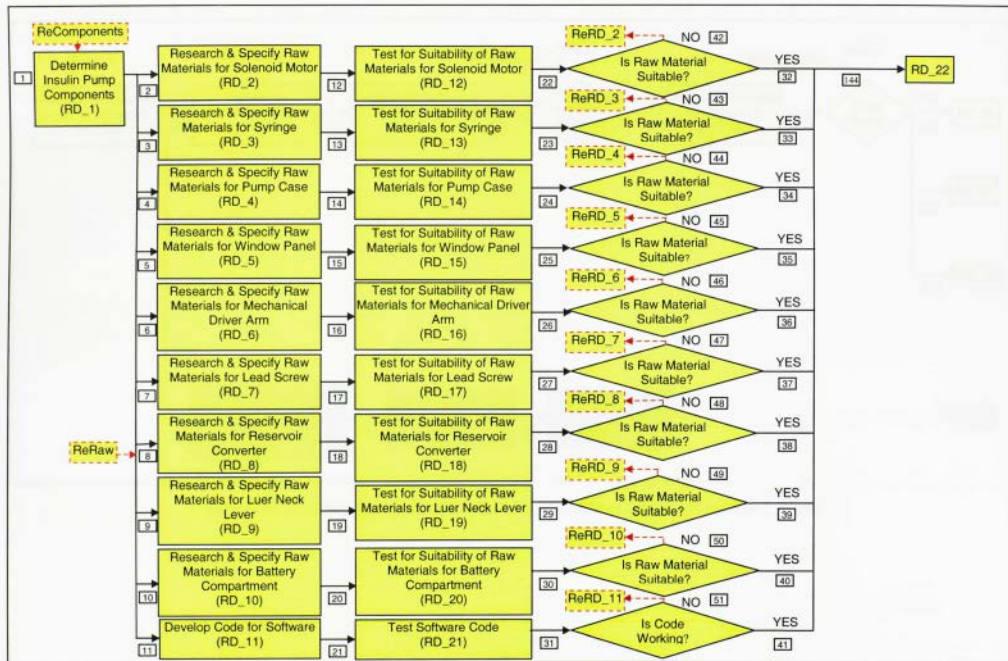 ReComponents
1
Determine
Insulin Pump
Components
(RD_1)
2
Research & Specify Raw
Materials for Solenoid Motor
(RD_2)
12
Test for Suitability of Raw
Materials for Solenoid Motor
(RD_12)
22
ReRD_2
NO 42
Is Raw Material
Suitable?
YES
32
144
RD_22
3
Research & Specify Raw
Materials for Syringe
(RD_3)
13
Test for Suitability of Raw
Materials for Syringe
(RD_13)
23
ReRD_3
NO 43
Is Raw Material
Suitable?
YES
33
4
Research & Specify Raw
Materials for Pump Case
(RD_4)
14
Test for Suitability of Raw
Materials for Pump Case
(RD_14)
24
ReRD_4
NO 44
Is Raw Material
Suitable?
YES
34
5
Research & Specify Raw
Materials for Window Panel
(RD_5)
15
Test for Suitability of Raw
Materials for Window Panel
(RD_15)
25
ReRD_5
NO 45
Is Raw Material
Suitable?
YES
35
6
Research & Specify Raw
Materials for Mechanical
Driver Arm
(RD_6)
16
Test for Suitability of Raw
Materials for Mechanical Driver
Arm
(RD_16)
26
ReRD_6
NO 46
Is Raw Material
Suitable?
YES
36
7
Research & Specify Raw
Materials for Lead Screw
(RD_7)
17
Test for Suitability of Raw
Materials for Lead Screw
(RD_17)
27
ReRD_7
NO 47
Is Raw Material
Suitable?
YES
37
ReRaw
8
Research & Specify Raw
Materials for Reservoir
Converter
(RD_8)
18
Test for Suitability of Raw
Materials for Reservoir
Converter
(RD_18)
28
ReRD_8
NO 48
Is Raw Material
Suitable?
YES
38
9
Research & Specify Raw
Materials for Luer Neck
Lever
(RD_9)
19
Test for Suitability of Raw
Materials for Luer Neck Lever
(RD_19)
29
ReRD_9
NO 49
Is Raw Material
Suitable?
YES
39
10
Research & Specify Raw
Materials for Battery
Compartment
(RD_10)
20
Test for Suitability of Raw
Materials for Battery
Compartment
(RD_20)
30
ReRD_10
NO 50
Is Raw Material
Suitable?
YES
40
11
Develop Code for Software
(RD_11)
21
Test Software Code
(RD_21)
31
ReRD_11
NO 51
Is Code
Working?
YES
41